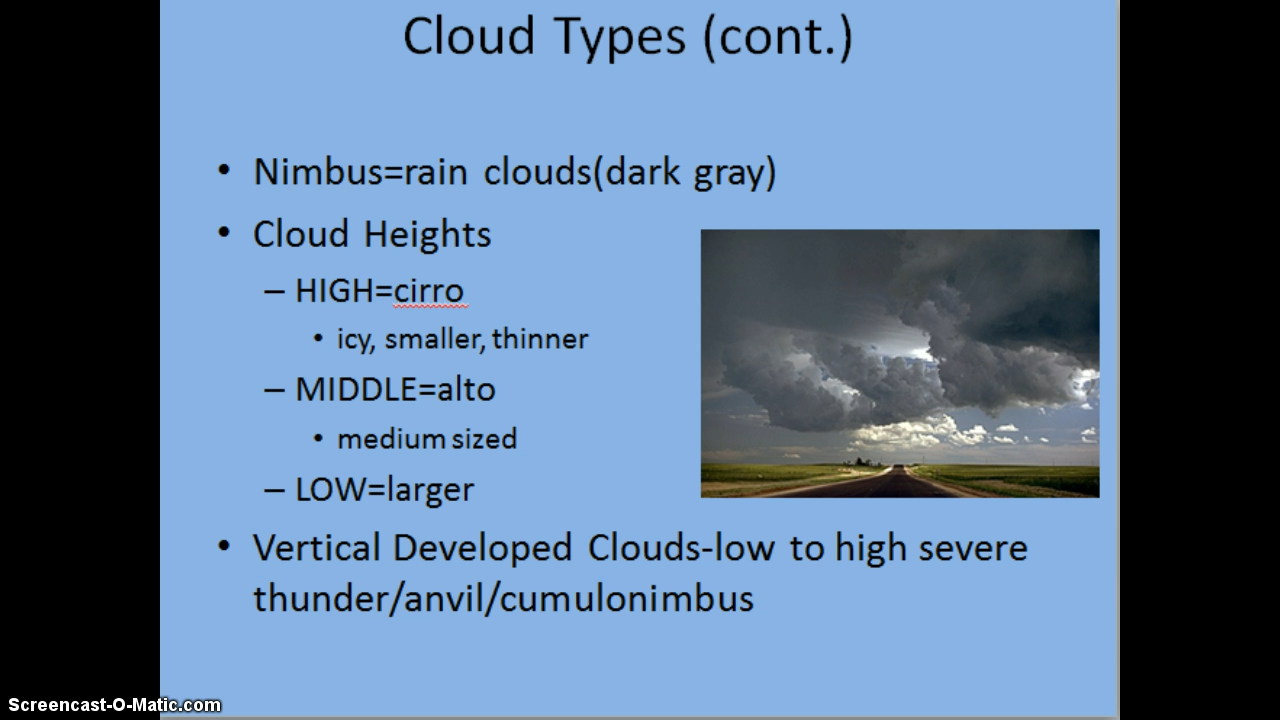 Cloud Types (cont.)
• Nimbus=rain clouds(dark gray)
• Cloud Heights
– HIGH=cirro
• icy, smaller, thinner
– MIDDLE=alto
• medium sized
– LOW=larger
• Vertical Developed Clouds-low to high severe
thunder/anvil/cumulonimbus
Screencast-O-Matic.com